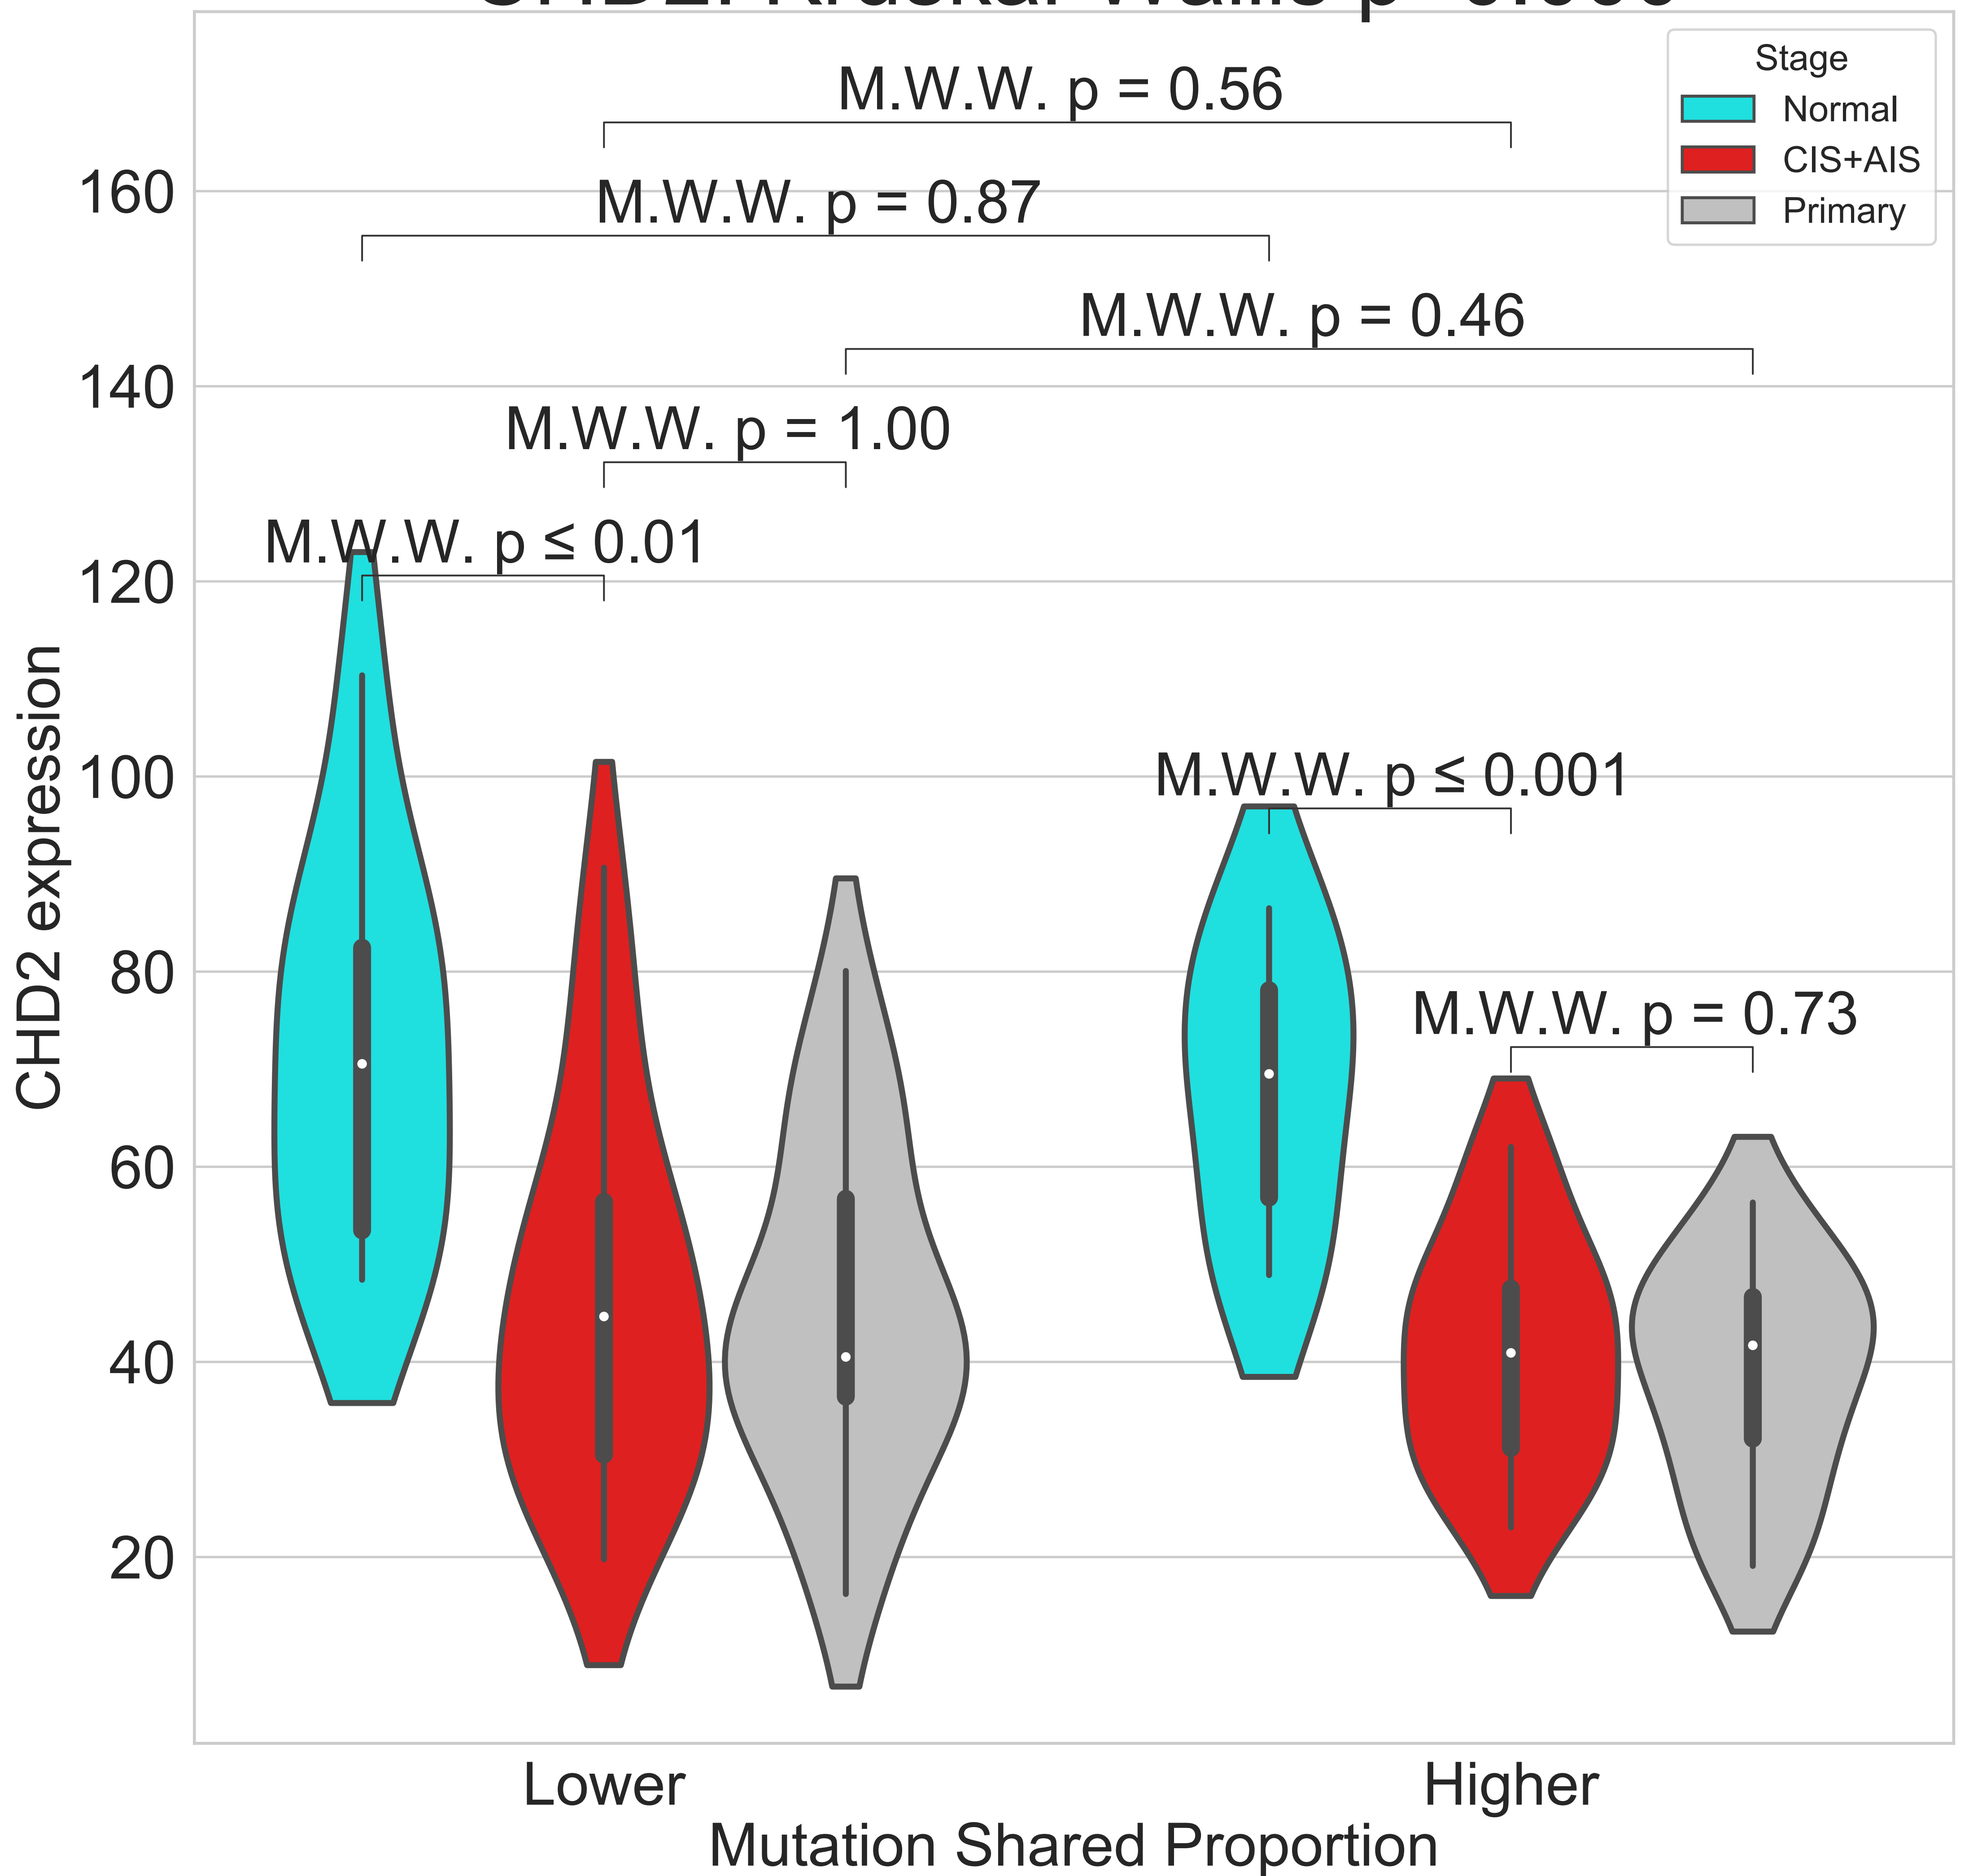 Stage
Normal
CIS+AIS
Primary
M.W.W. p = 0.56
M.W.W. p = 0.87
M.W.W. p = 0.46
M.W.W. p = 1.00
M.W.W. p ≤ 0.01
M.W.W. p ≤ 0.001
M.W.W. p = 0.73
160
140
120
100
80
60
40
20
CHD2 expression
Lower
Higher
Mutation Shared Proportion